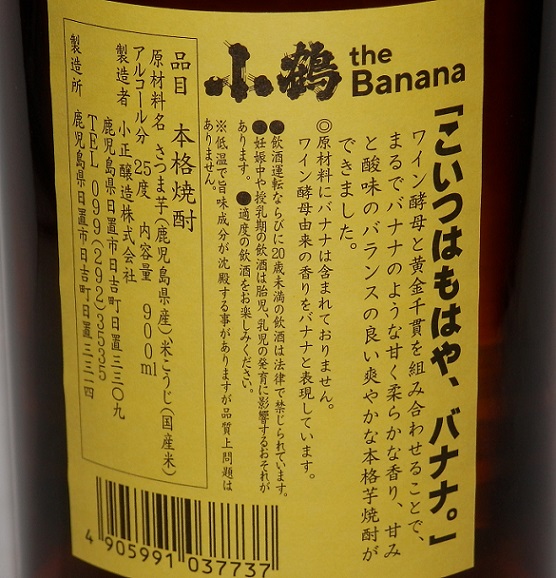 小鶴 the
Banana
「こいつはもはや、バナナ。」
ワイン酵母と黄金千貫を組み合わせることで、
まるでバナナのような甘く柔らかな香り、甘み
と酸味のバランスの良い爽やかな本格芋焼酎が
できました。
◎原材料にバナナは含まれておりません。
ワイン酵母由来の香りをバナナと表現しています。
●飲酒運転ならびに20歳未満の飲酒は法律で禁じられています。
●妊娠中や授乳期の飲酒は胎児、乳児の発育に影響するおそれが
あります。●適度の飲酒をお楽しみください。
※低温で旨味成分が沈殿する事がありますが品質上問題は
ありません。
品目 本格焼酎
原材料名 さつま芋(鹿児島県産)、米こうじ(国産米)
アルコール分 25度 内容量 900ml
製造者 小正醸造株式会社
鹿児島県日置市日吉町日置三三〇九
TEL 099(292)3535
製造所 鹿児島県日置市日吉町日置三三一四
4 905991 037737